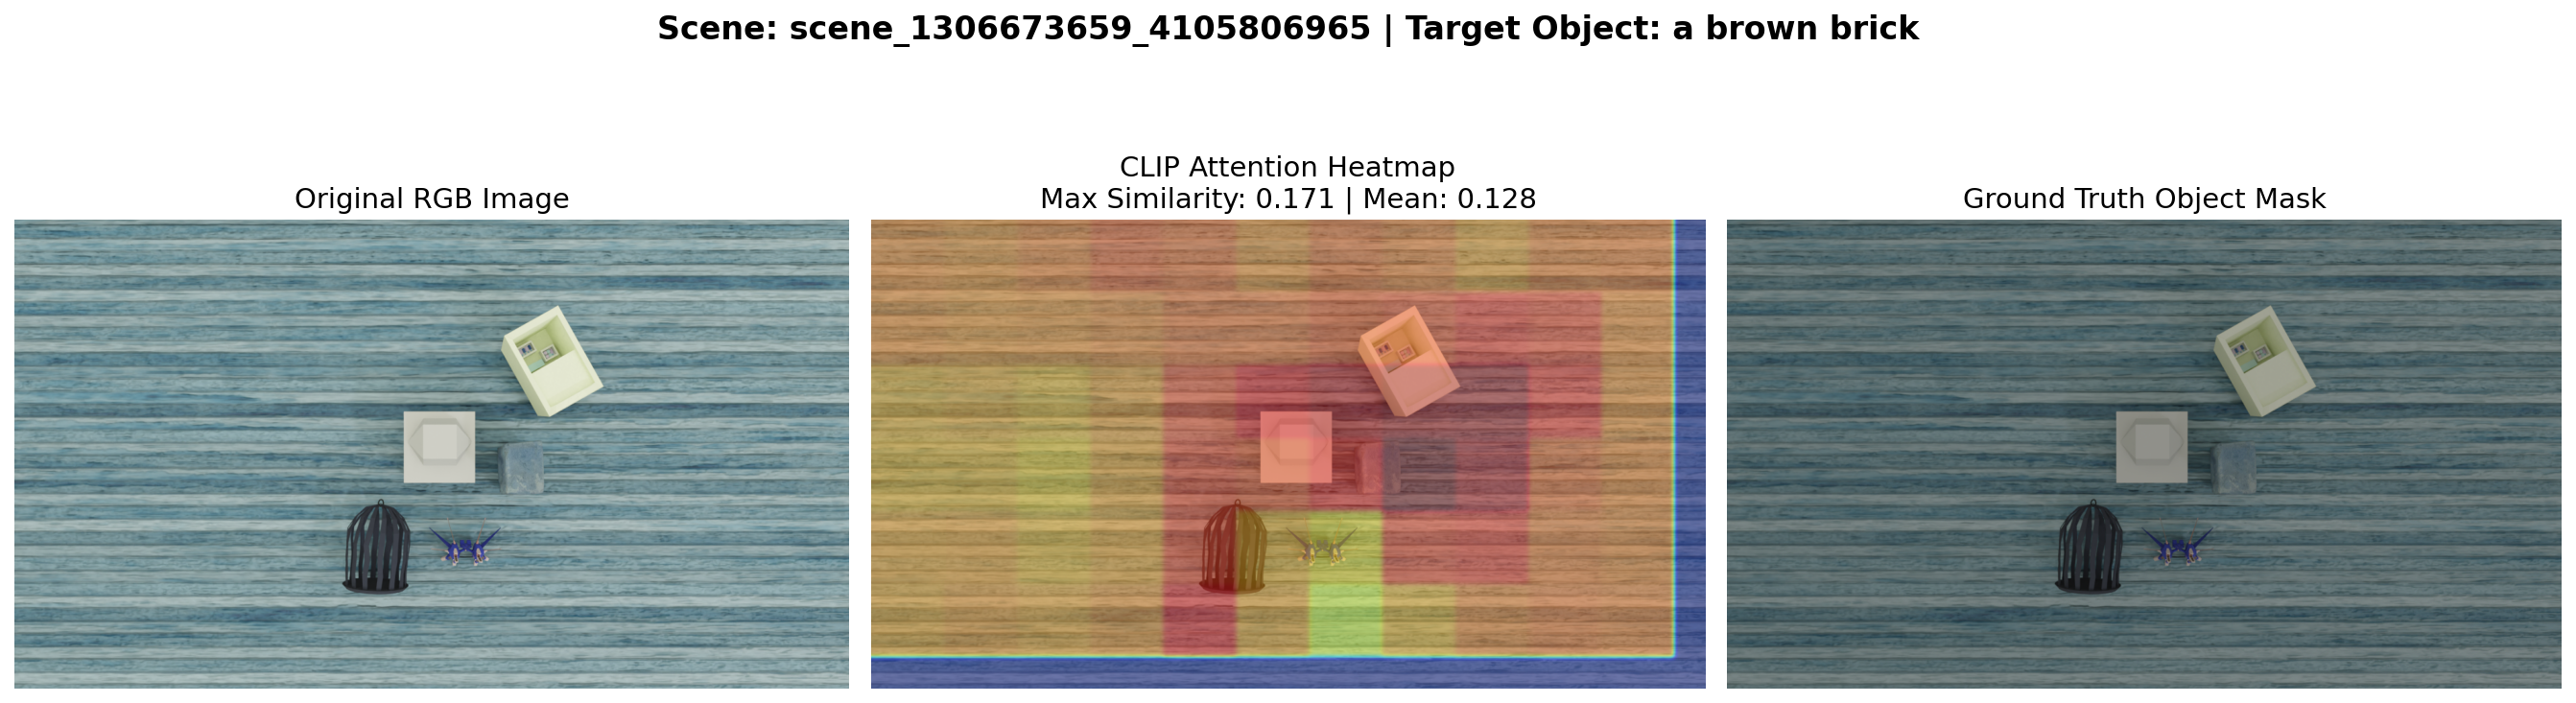 Scene: scene_1306673659_4105806965 | Target Object: a brown brick
Original RGB Image
CLIP Attention Heatmap
Max Similarity: 0.171 | Mean: 0.128
Ground Truth Object Mask